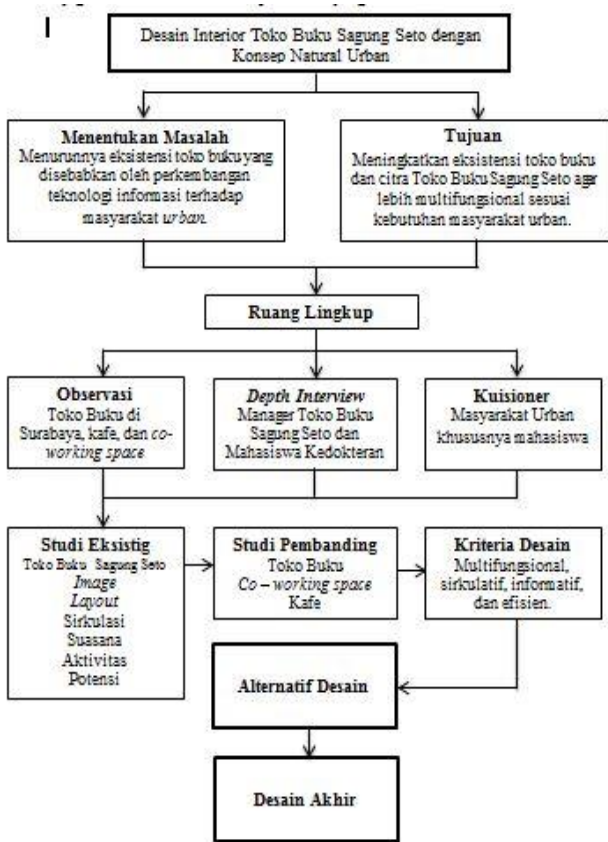 Desain Interior Toko Buku Sagung Seto dengan
Konsep Natural Urban
Menentukan Masalah
Menurunnya eksistensi toko buku yang
disebabkan oleh perkembangan
teknologi informasi terhadap
masyarakat urban.
Tujuan
Meningkatkan eksistensi toko buku
dan citra Toko Buku Sagung Seto agar
lebih multifungsional sesuai
kebutuhan masyarakat urban.
Ruang Lingkup
Observasi
Toko Buku di
Surabaya, kafe, dan co-
working space
Depth Interview
Manager Toko Buku
Sagung Seto dan
Mahasiswa Kedokteran
Kuisioner
Masyarakat Urban
khususnya mahasiswa
Studi Eksistig
Toko Buku Sagung Seto
Image
Layout
Sirkulasi
Suasana
Aktivitas
Potensi
Studi Pembanding
Toko Buku
Co – working space
Kafe
Kriteria Desain
Multifungsional,
sirkulatif, informatif,
dan efisien.
Alternatif Desain
Desain Akhir